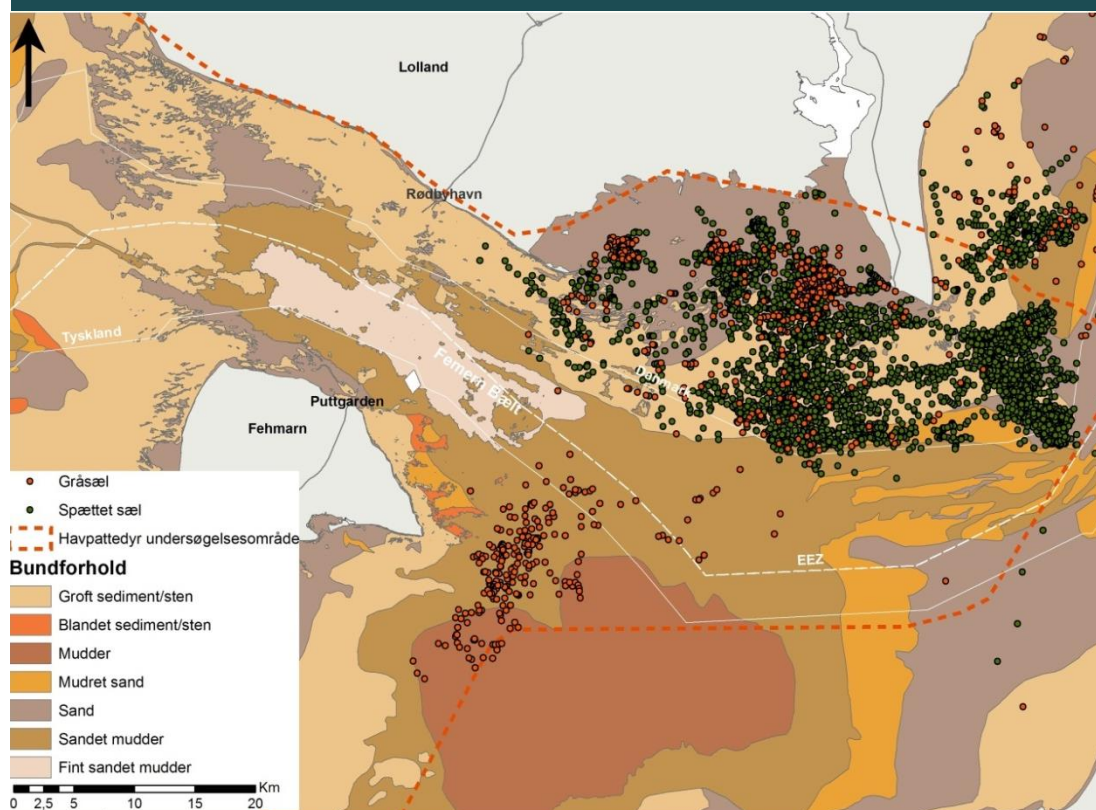 Lolland
Rødbyhavn
Tyskland
Femern Bælt
Danmark
Puttgarden
Fehmarn
EEZ
Gråsæl
Spættet sæl
Havpattedyr undersøgelsesområde
Bundforhold
Groft sediment/sten
Blandet sediment/sten
Mudder
Mudret sand
Sand
Sandet mudder
Fint sandet mudder
Km
0 2,5 5 10 15 20